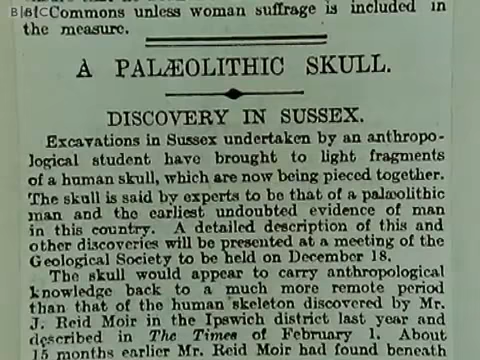 BBC
Commons unless woman suffrage is included in
the measure.
A PALÆOLITHIC SKULL.
DISCOVERY IN SUSSEX.
Excavations in Sussex undertaken by an anthropo-
logical student have brought to light fragments
of a human skull, which are now being pieced together.
The skull is said by experts to be that of a palæolithic
man and the earliest undoubted evidence of man
in this country. A detailed description of this and
other discoveries will be presented at a meeting of the
Geological Society to be held on December 18.
The skull would appear to carry anthropological
knowledge back to a much more remote period
than that of the human skeleton discovered by Mr.
J. Reid Moir in the Ipswich district last year and
described in The Times of February 1. About
15 months earlier Mr. Reid Moir had found beneath